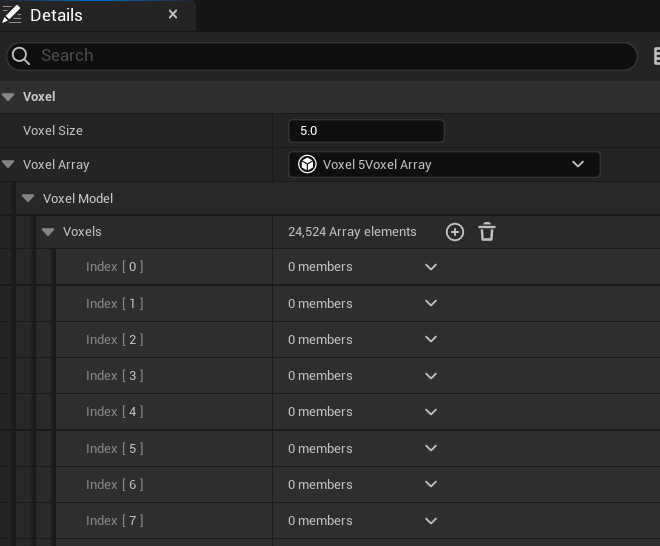 Details
Search
Voxel
Voxel Size 5.0
Voxel Array Voxel 5Voxel Array
Voxel Model
Voxels 24,524 Array elements
Index [ 0 ] 0 members
Index [ 1 ] 0 members
Index [ 2 ] 0 members
Index [ 3 ] 0 members
Index [ 4 ] 0 members
Index [ 5 ] 0 members
Index [ 6 ] 0 members
Index [ 7 ] 0 members